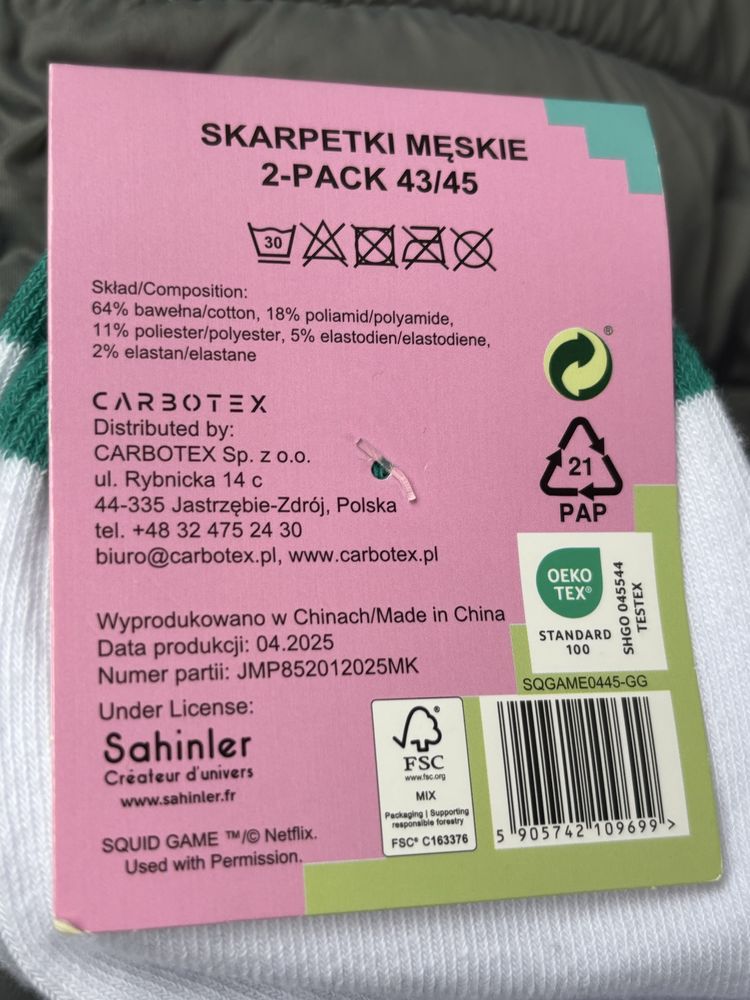 SKARPETKI MĘSKIE
2-PACK 43/45
30
Skład/Composition:
64% bawełna/cotton, 18% poliamid/polyamide,
11% poliester/polyester, 5% elastodien/elastodiene,
2% elastan/elastane
®
CARBOTEX
Distributed by:
CARBOTEX Sp. z o.o.
ul. Rybnicka 14 c
44-335 Jastrzębie-Zdrój, Polska
tel. +48 32 475 24 30
biuro@carbotex.pl, www.carbotex.pl
21
PAP
OEKO
TEX®
STANDARD
100
SHGO 045544
TESTEX
Wyprodukowano w Chinach/Made in China
Data produkcji: 04.2025
Numer partii: JMP852012025MK
SQGAME0445-GG
Under License:
Sahinler
Créateur d'univers
www.sahinler.fr
FSC
www.fsc.org
MIX
Packaging | Supporting
responsible forestry
FSC® C163376
5 905742 109699 >
SQUID GAME ™/© Netflix.
Used with Permission.